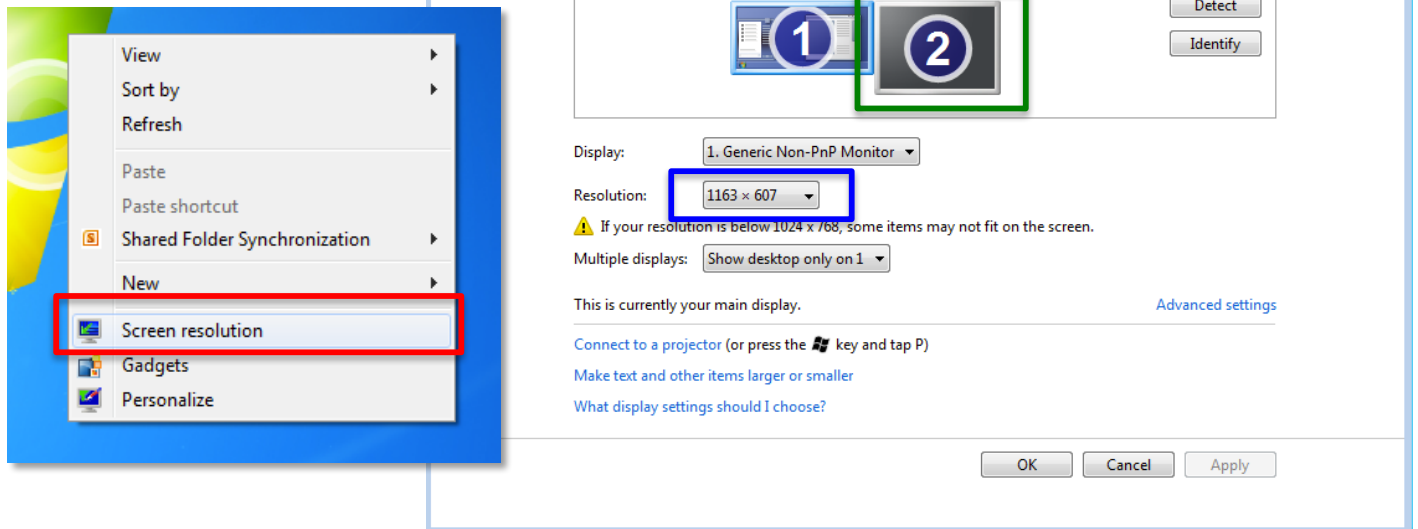 View
Sort by
Refresh
Paste
Paste shortcut
S Shared Folder Synchronization
New
Screen resolution
Gadgets
Personalize
1
2
Detect
Identify
Display: 1. Generic Non-PnP Monitor
Resolution: 1163 × 607
If your resolution is below 1024 x 768, some items may not fit on the screen.
Multiple displays: Show desktop only on 1
This is currently your main display. Advanced settings
Connect to a projector (or press the key and tap P)
Make text and other items larger or smaller
What display settings should I choose?
OK Cancel Apply